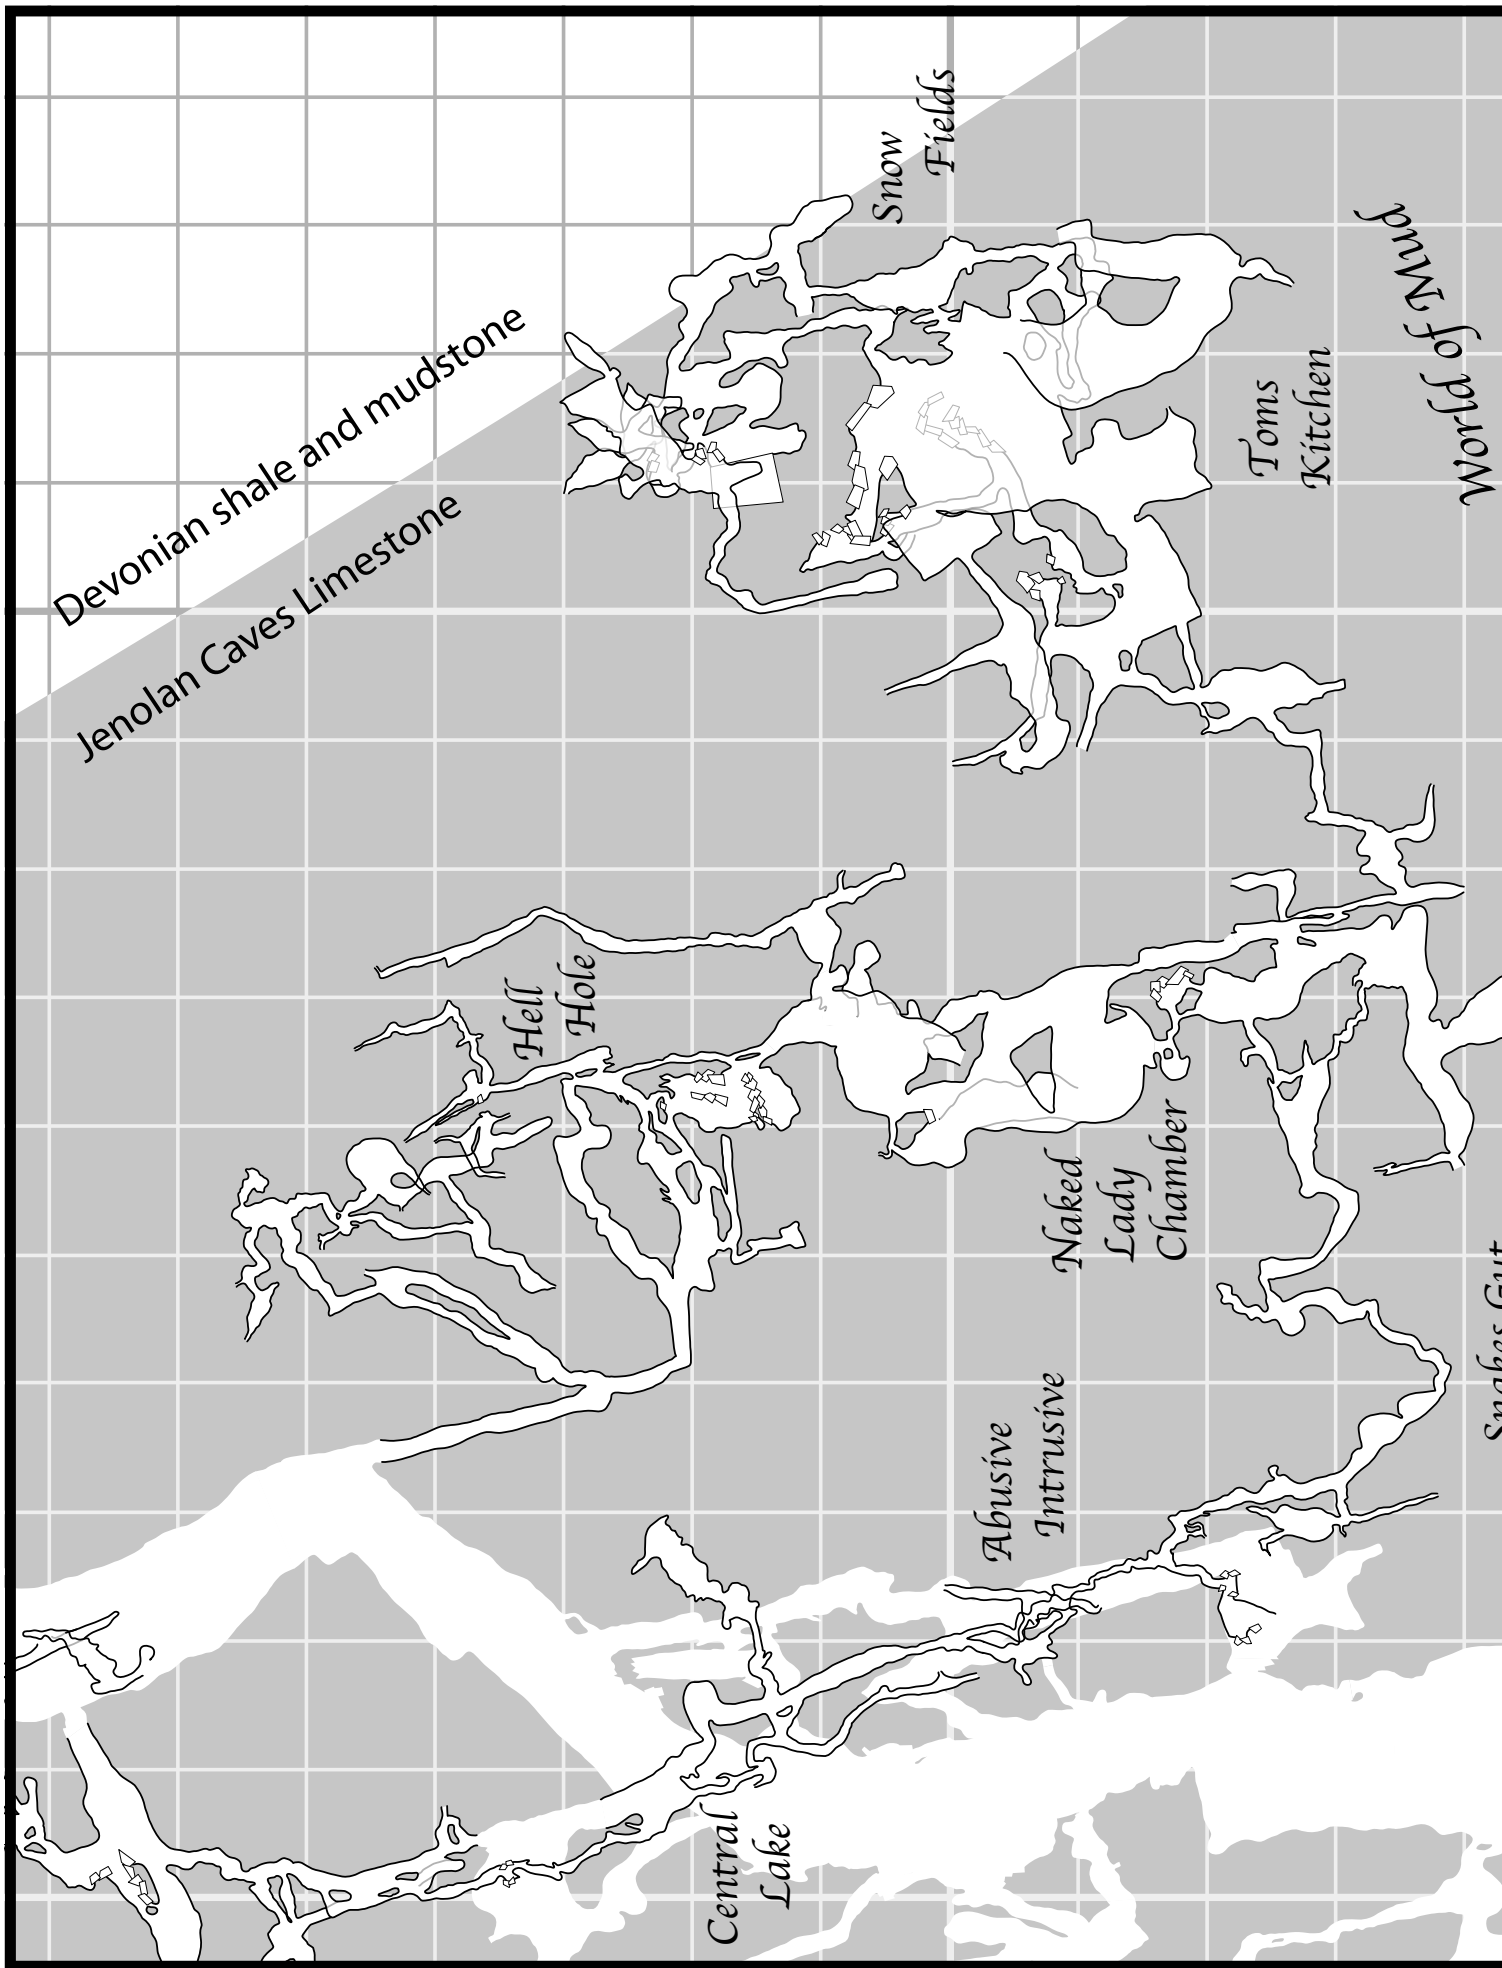 Devonian shale and mudstone
Jenolan Caves Limestone
Snow
Fields
World of Mud
Toms
Kitchen
Hell
Hole
Naked
Lady
Chamber
Abusive
Intrusive
Central
Lake